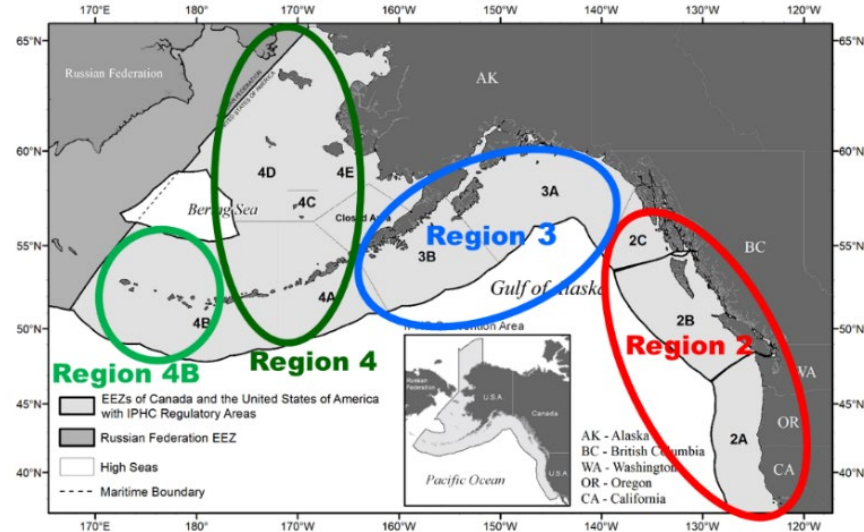 170°E 180° 170°W 160°W 150°W 140°W 130°W 120°W
65°N
65°N
Russian Federation
AK
60°N
60°N
4D
4E
3A
4C
Bering Sea
Closed Area
Region 3
2C
BC
55°N
55°N
3B
4A
Gulf of Alaska
4B
2B
50°N
50°N
Region 4
Region 2
Region 4B
WA
EEZs of Canada and the United States of America
with IPHC Regulatory Areas
Russian Federation EEZ
High Seas
Maritime Boundary
Russian
Federation
U.S.A
Canada
U.S.A
Pacific Ocean
45°N
45°N
2A
OR
AK - Alaska
BC - British Columbia
WA - Washington
OR - Oregon
CA - California
CA
40°N
40°N
170°E 180° 170°W 160°W 150°W 140°W 130°W 120°W